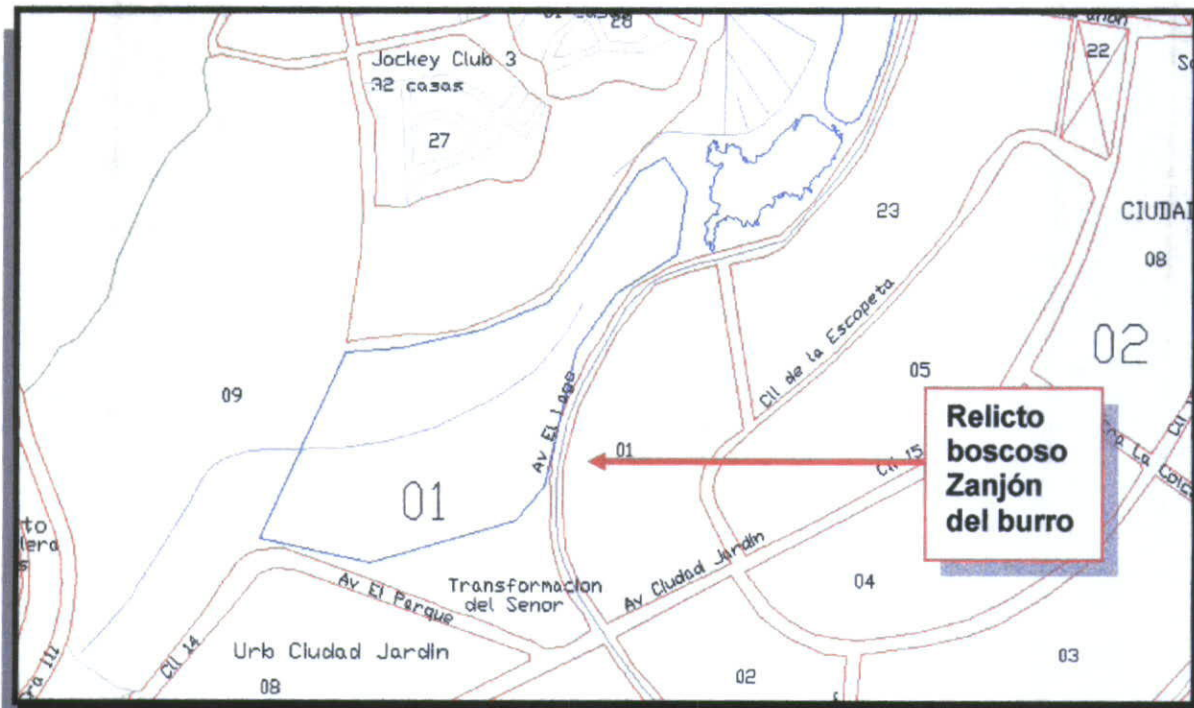 28
22
Jockey Club 3
32 casas
27
23
CIUDAD
08
02
Cll de la Escopeta
05
09
Av El Lago
01
Cll 15
Relicto
boscoso
Zanjón
del burro
01
Av Ciudad Jardin
04
Transformacion
del Senor
Av El Parque
Cll 14
Urb Ciudad Jardin
08
02
03